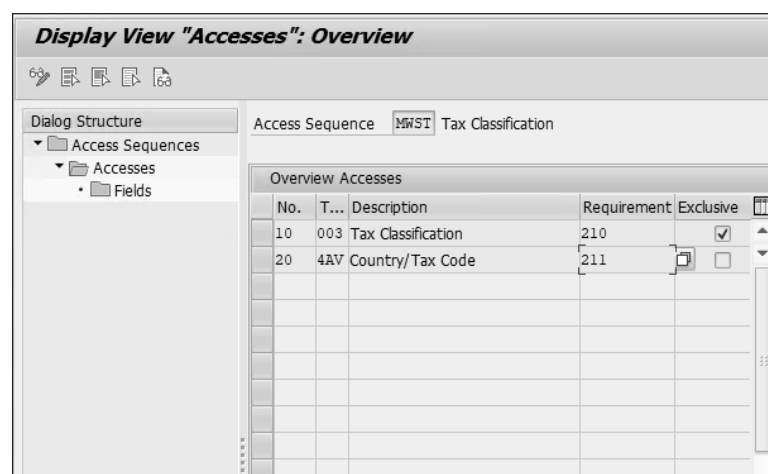 Display View "Accesses": Overview
Dialog Structure
Access Sequences
Accesses
Fields
Access Sequence MWST Tax Classification
Overview Accesses
No. T... Description Requirement Exclusive
10 003 Tax Classification 210
20 4AV Country/Tax Code 211